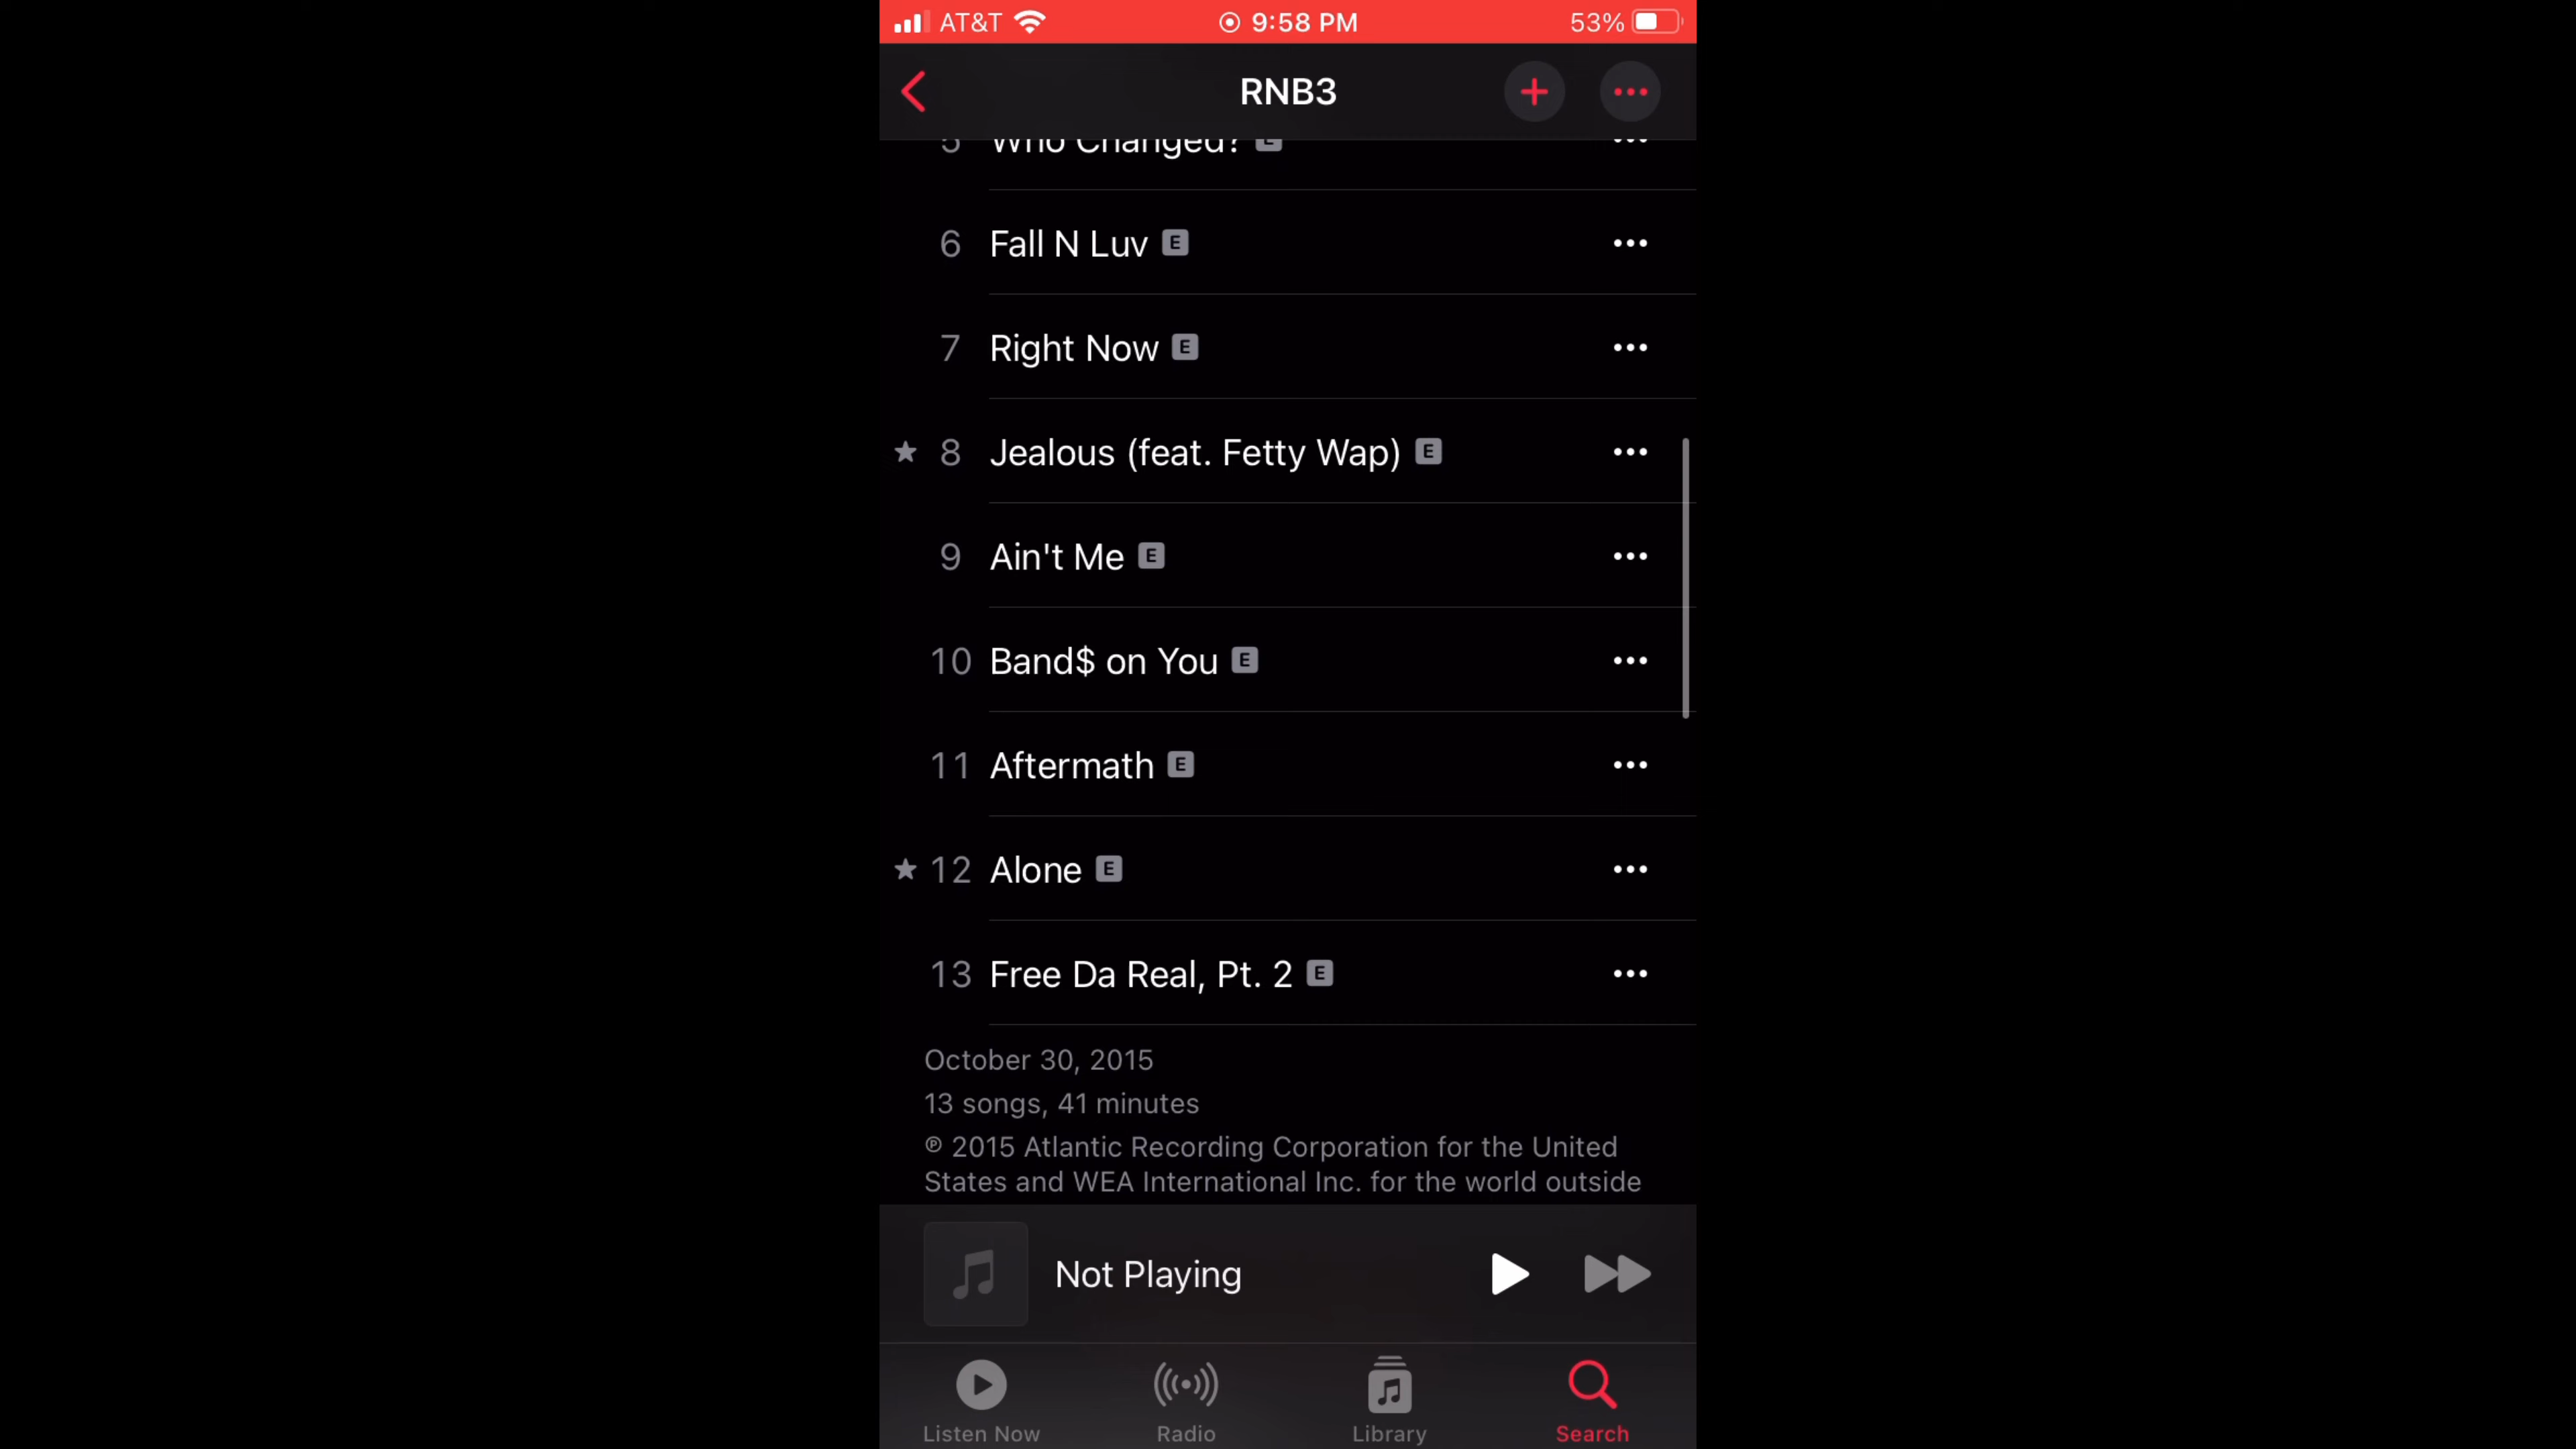 AT&T 9:58 PM 53%
RNB3
5 Who Changed? E
6 Fall N Luv E
7 Right Now E
8 Jealous (feat. Fetty Wap) E
9 Ain't Me E
10 Band$ on You E
11 Aftermath E
12 Alone E
13 Free Da Real, Pt. 2 E
October 30, 2015
13 songs, 41 minutes
℗ 2015 Atlantic Recording Corporation for the United
States and WEA International Inc. for the world outside
Not Playing
Listen Now Radio Library Search